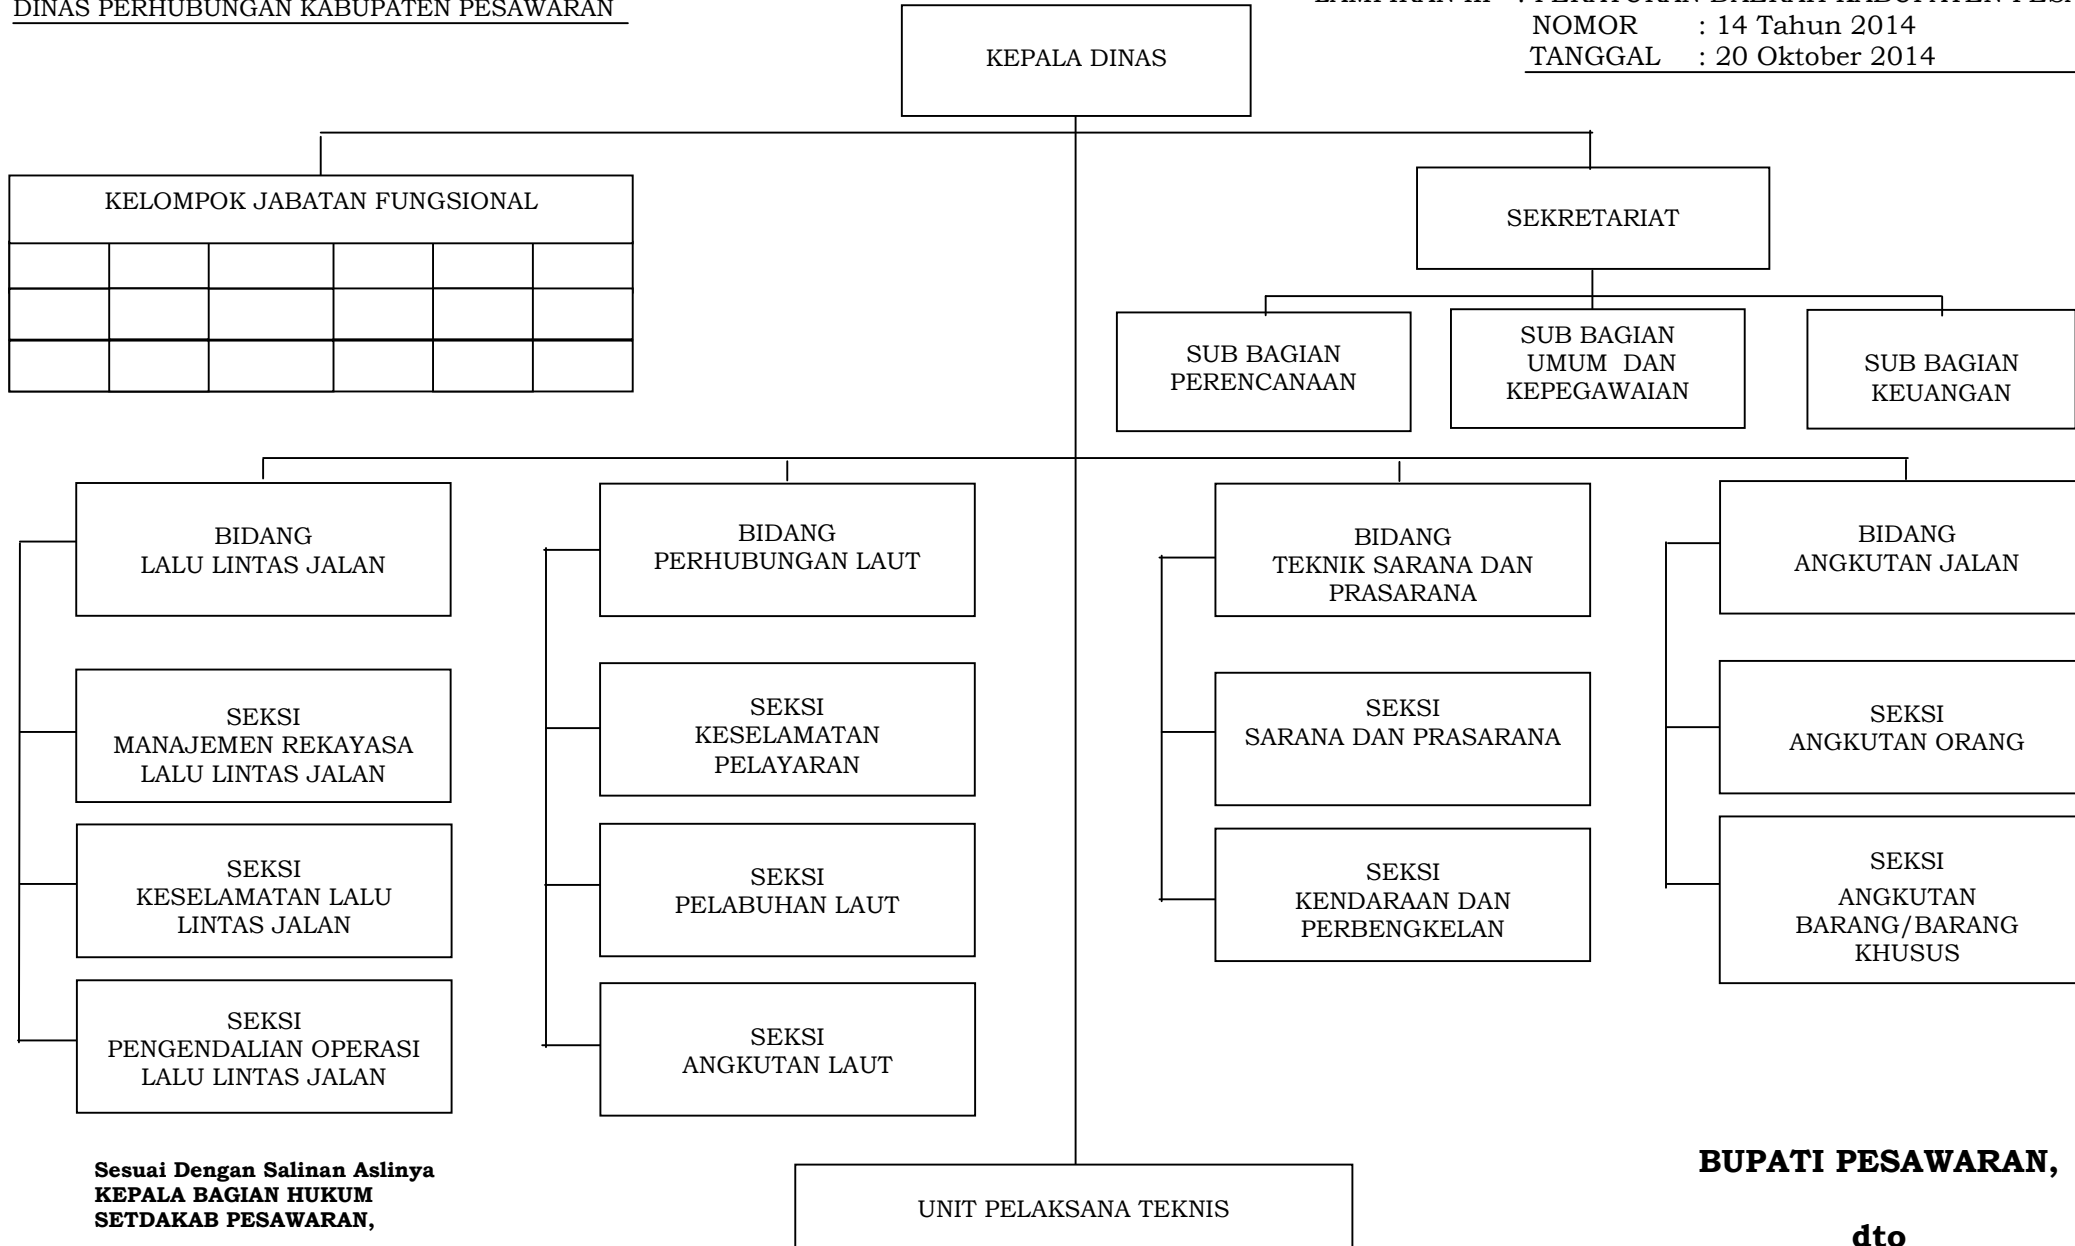 DINAS PERHUBUNGAN KABUPATEN PESAWARAN
: PERATURAN DAERAH KABUPATEN
NOMOR : 14 Tahun 2014
TANGGAL : 20 Oktober 2014
KEPALA DINAS
KELOMPOK JABATAN FUNGSIONAL
SEKRETARIAT
SUB BAGIAN
PERENCANAAN
SUB BAGIAN
UMUM DAN
KEPEGAWAIAN
SUB BAGIAN
KEUANGAN
BIDANG
LALU LINTAS JALAN
BIDANG
PERHUBUNGAN LAUT
BIDANG
TEKNIK SARANA DAN
PRASARANA
BIDANG
ANGKUTAN JALAN
SEKSI
MANAJEMEN REKAYASA
LALU LINTAS JALAN
SEKSI
KESELAMATAN
PELAYARAN
SEKSI
SARANA DAN PRASARANA
SEKSI
ANGKUTAN ORANG
SEKSI
KESELAMATAN LALU
LINTAS JALAN
SEKSI
PELABUHAN LAUT
SEKSI
KENDARAAN DAN
PERBENGKELAN
SEKSI
ANGKUTAN
BARANG/BARANG
KHUSUS
SEKSI
PENGENDALIAN OPERASI
LALU LINTAS JALAN
SEKSI
ANGKUTAN LAUT
Sesuai Dengan Salinan Aslinya
KEPALA BAGIAN HUKUM
SETDAKAB PESAWARAN,
UNIT PELAKSANA TEKNIS
BUPATI PESAWARAN,
dto